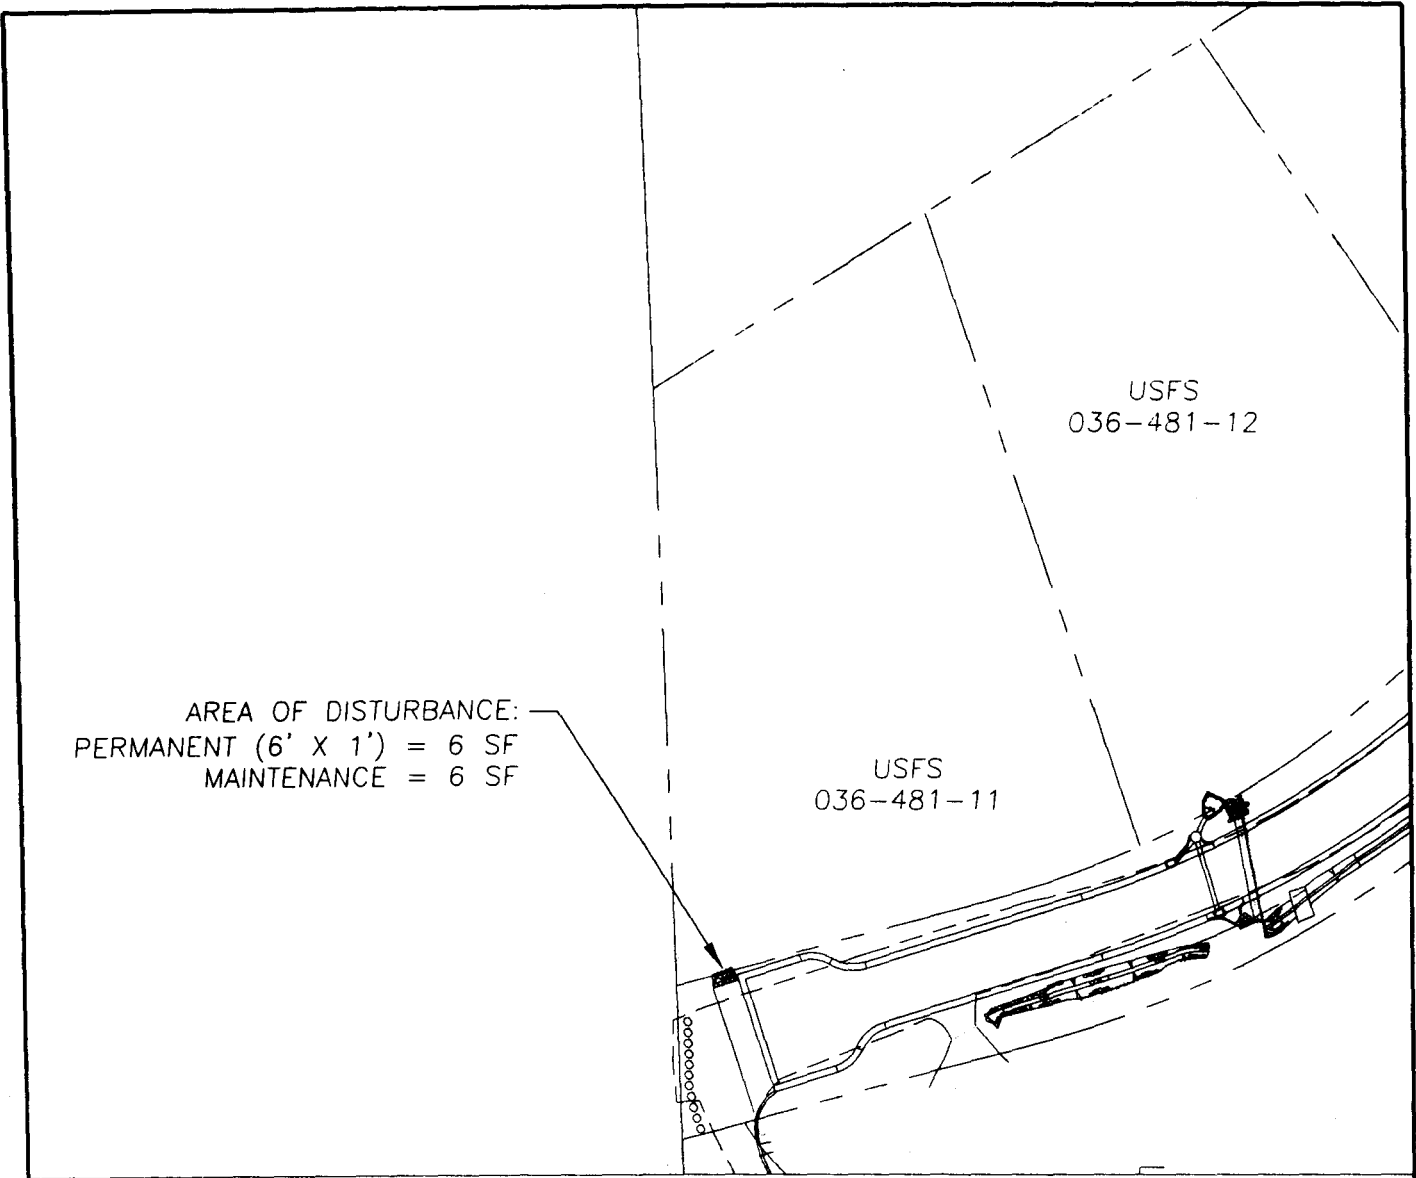 USFS
036-481-12
AREA OF DISTURBANCE:
PERMANENT (6' X 1') = 6 SF
MAINTENANCE = 6 SF
USFS
036-481-11